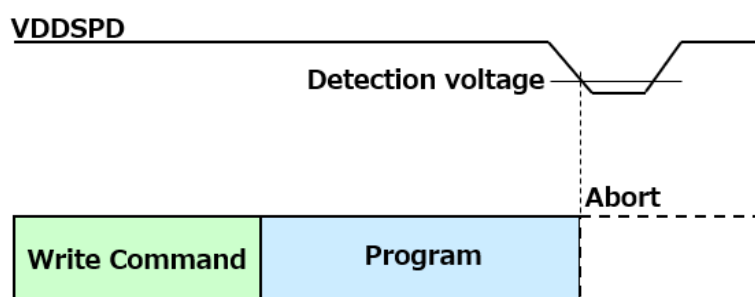 VDDSPD
Detection voltage
Abort
Write Command
Program